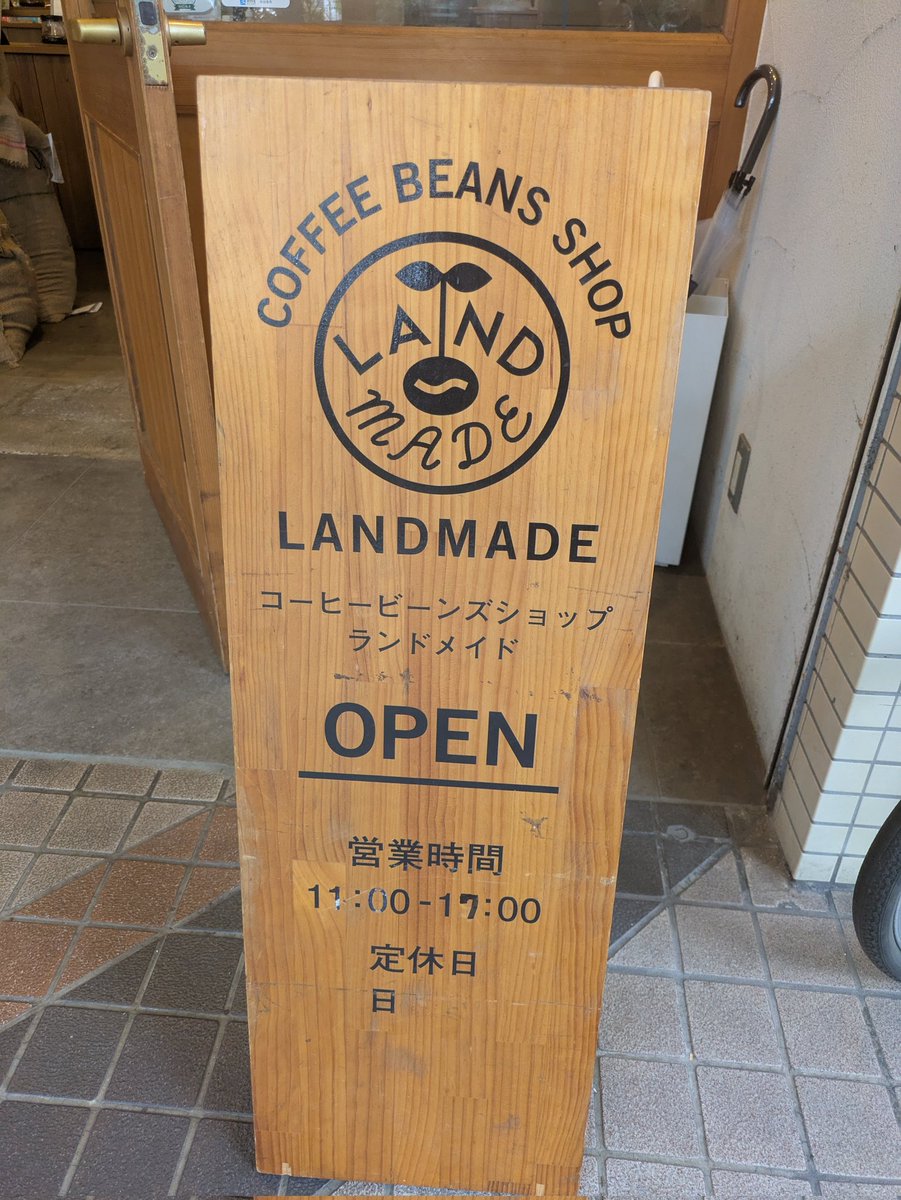 COFFEE BEANS SHOP
LAND
MADE
LANDMADE
コーヒービーンズショップ
ランドメイド
OPEN
営業時間
11:00-17:00
定休日
日